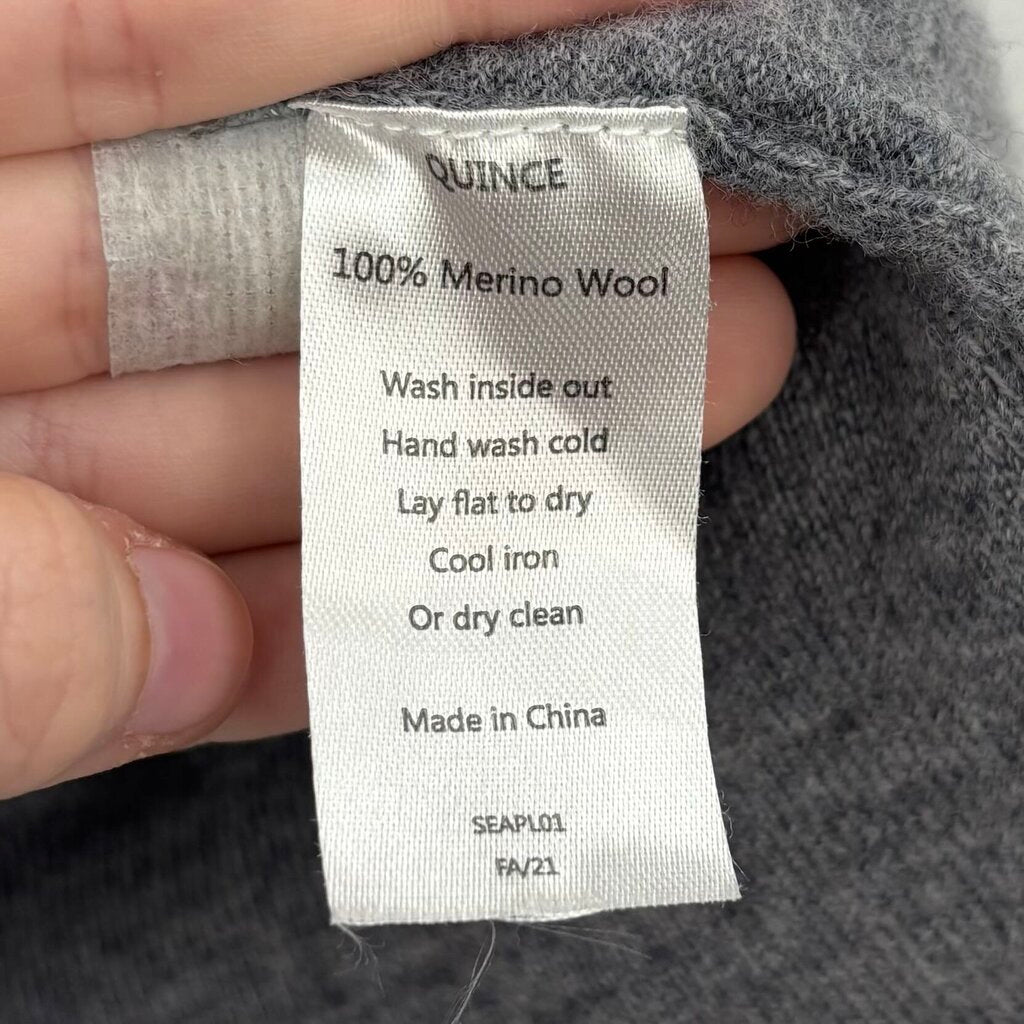 QUINCE
100% Merino Wool
Wash inside out
Hand wash cold
Lay flat to dry
Cool iron
Or dry clean
Made in China
SEAPL01
FA/21